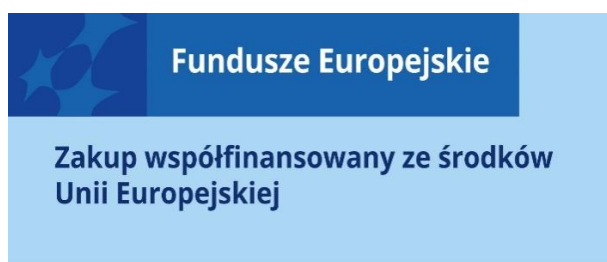 Fundusze Europejskie
Zakup współfinansowany ze środków
Unii Europejskiej